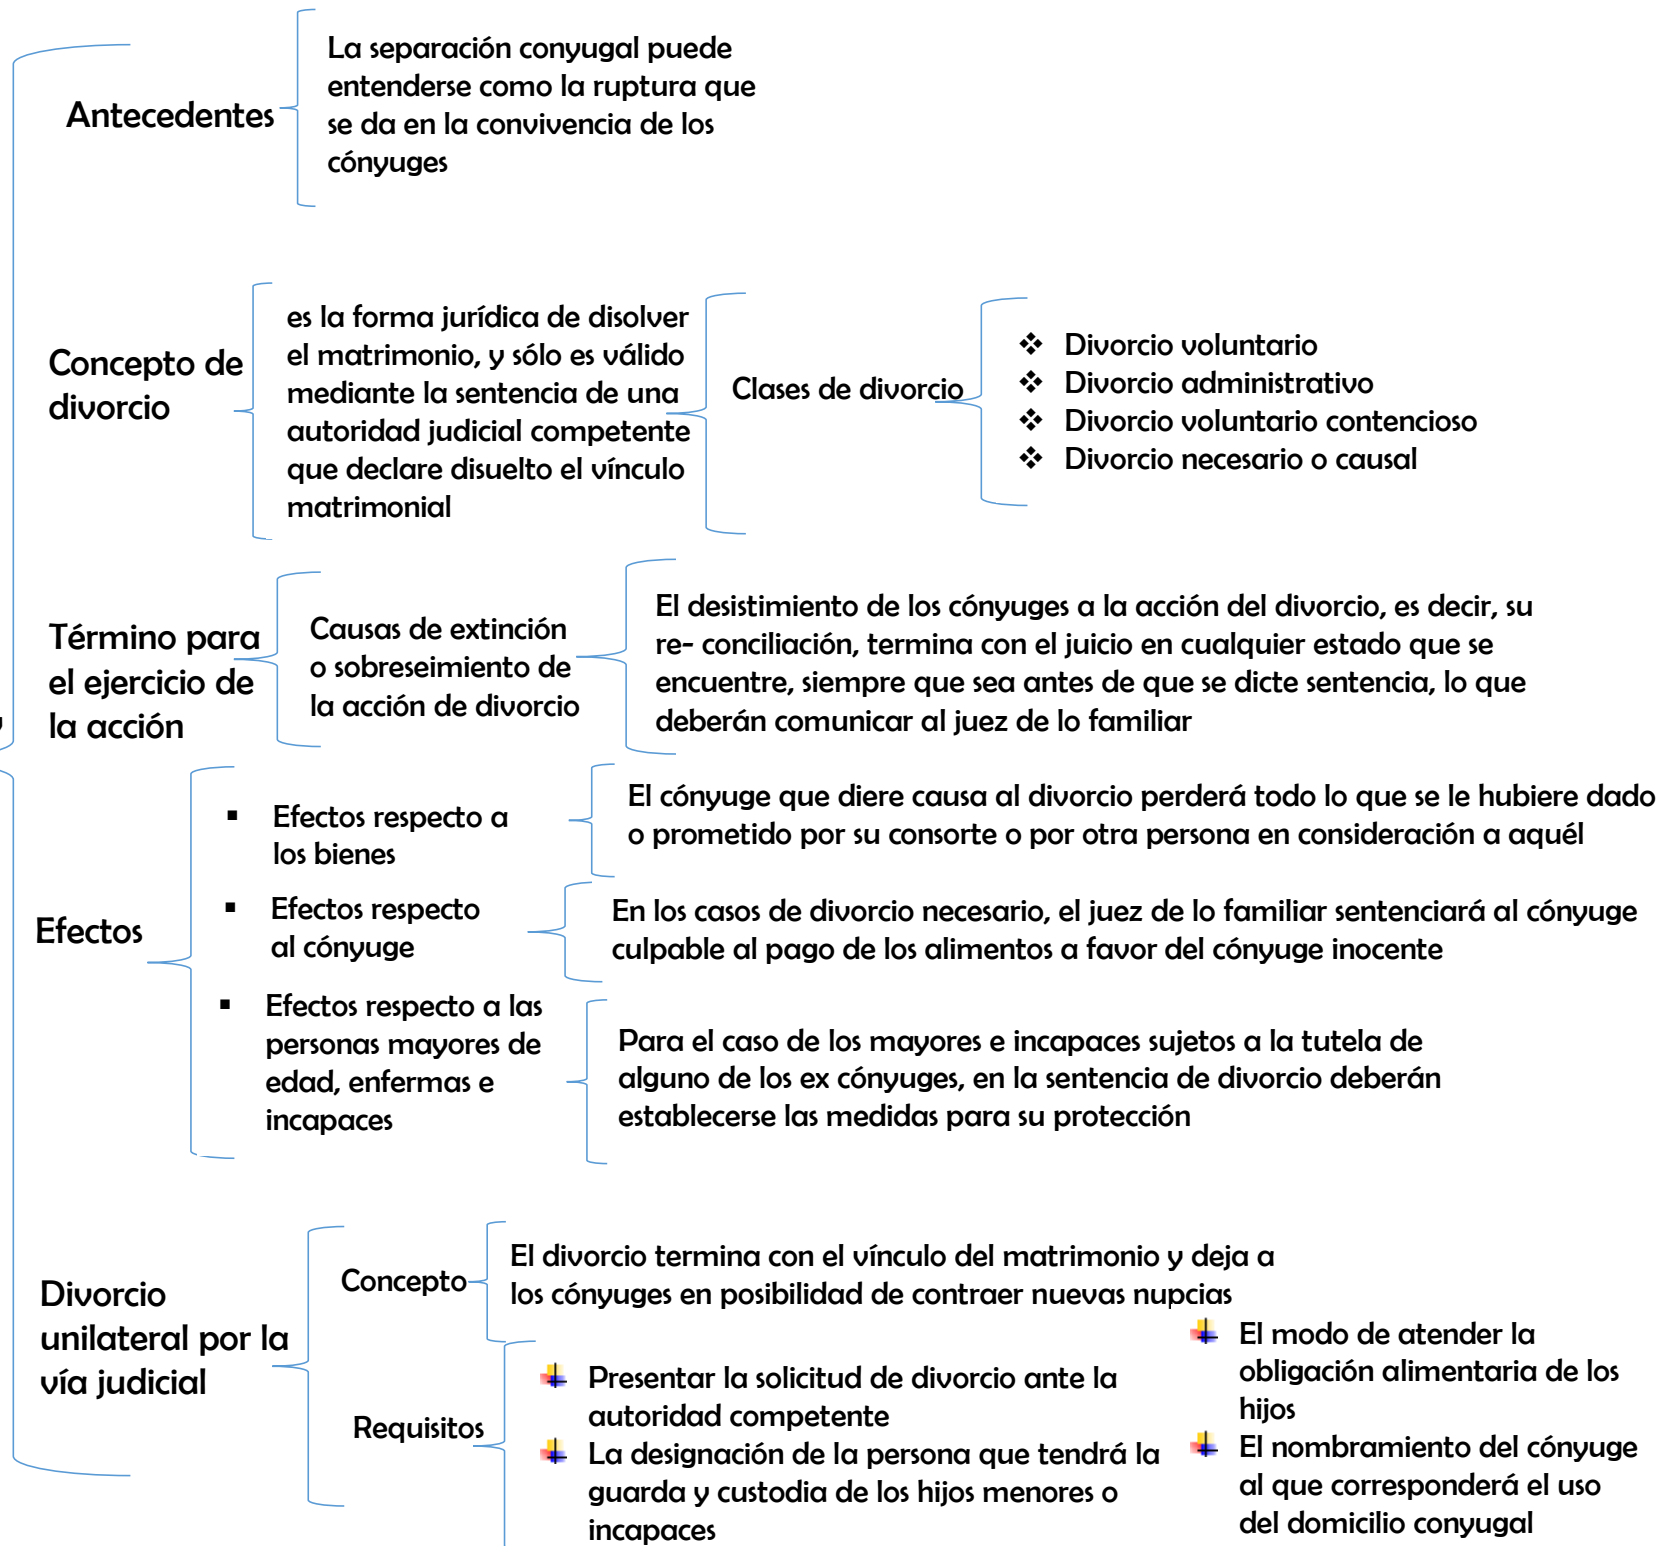 Antecedentes
La separación conyugal puede
entenderse como la ruptura que
se da en la convivencia de los
cónyuges
Concepto de
divorcio
es la forma jurídica de disolver
el matrimonio, y sólo es válido
mediante la sentencia de una
autoridad judicial competente
que declare disuelto el vínculo
matrimonial
Clases de divorcio
Divorcio voluntario
Divorcio administrativo
Divorcio voluntario contencioso
Divorcio necesario o causal
Término para
el ejercicio de
la acción
Causas de extinción
o sobreseimiento de
la acción de divorcio
El desistimiento de los cónyuges a la acción del divorcio, es decir, su
re- conciliación, termina con el juicio en cualquier estado que se
encuentre, siempre que sea antes de que se dicte sentencia, lo que
deberán comunicar al juez de lo familiar
Efectos
Efectos respecto a
los bienes
El cónyuge que diere causa al divorcio perderá todo lo que se le hubiere dado
o prometido por su consorte o por otra persona en consideración a aquél
Efectos respecto
al cónyuge
En los casos de divorcio necesario, el juez de lo familiar sentenciará al cónyuge
culpable al pago de los alimentos a favor del cónyuge inocente
Efectos respecto a las
personas mayores de
edad, enfermas e
incapaces
Para el caso de los mayores e incapaces sujetos a la tutela de
alguno de los ex cónyuges, en la sentencia de divorcio deberán
establecerse las medidas para su protección
Divorcio
unilateral por la
vía judicial
Concepto
El divorcio termina con el vínculo del matrimonio y deja a
los cónyuges en posibilidad de contraer nuevas nupcias
Requisitos
Presentar la solicitud de divorcio ante la
autoridad competente
La designación de la persona que tendrá la
guarda y custodia de los hijos menores o
incapaces
El modo de atender la
obligación alimentaria de los
hijos
El nombramiento del cónyuge
al que corresponderá el uso
del domicilio conyugal